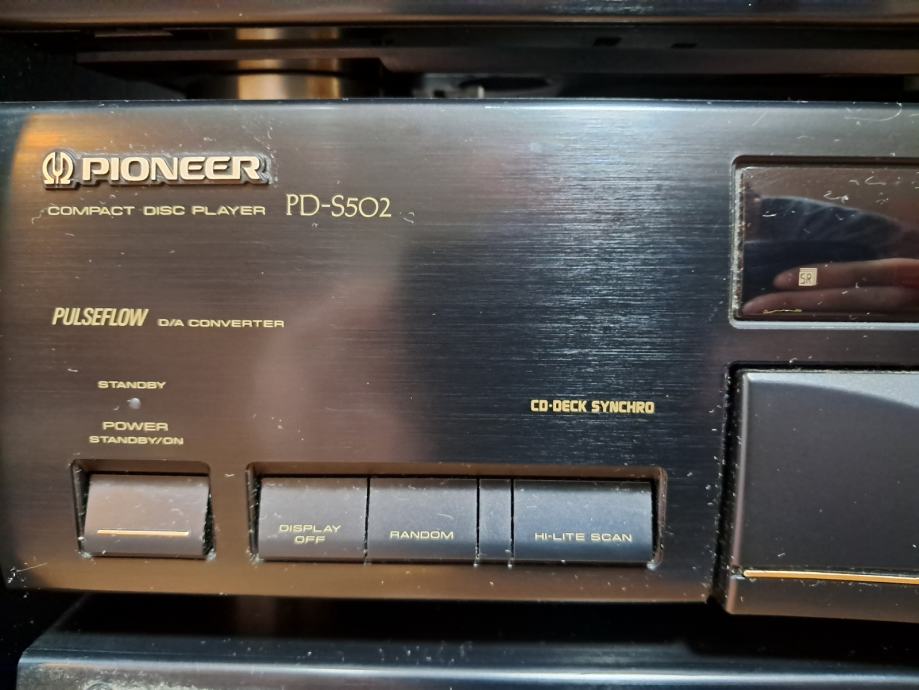 PIONEER
COMPACT DISC PLAYER PD-S502
SR
PULSEFLOW D/A CONVERTER
STANDBY
CD·DECK SYNCHRO
POWER
STANDBY/ON
DISPLAY
OFF
RANDOM
HI-LITE SCAN